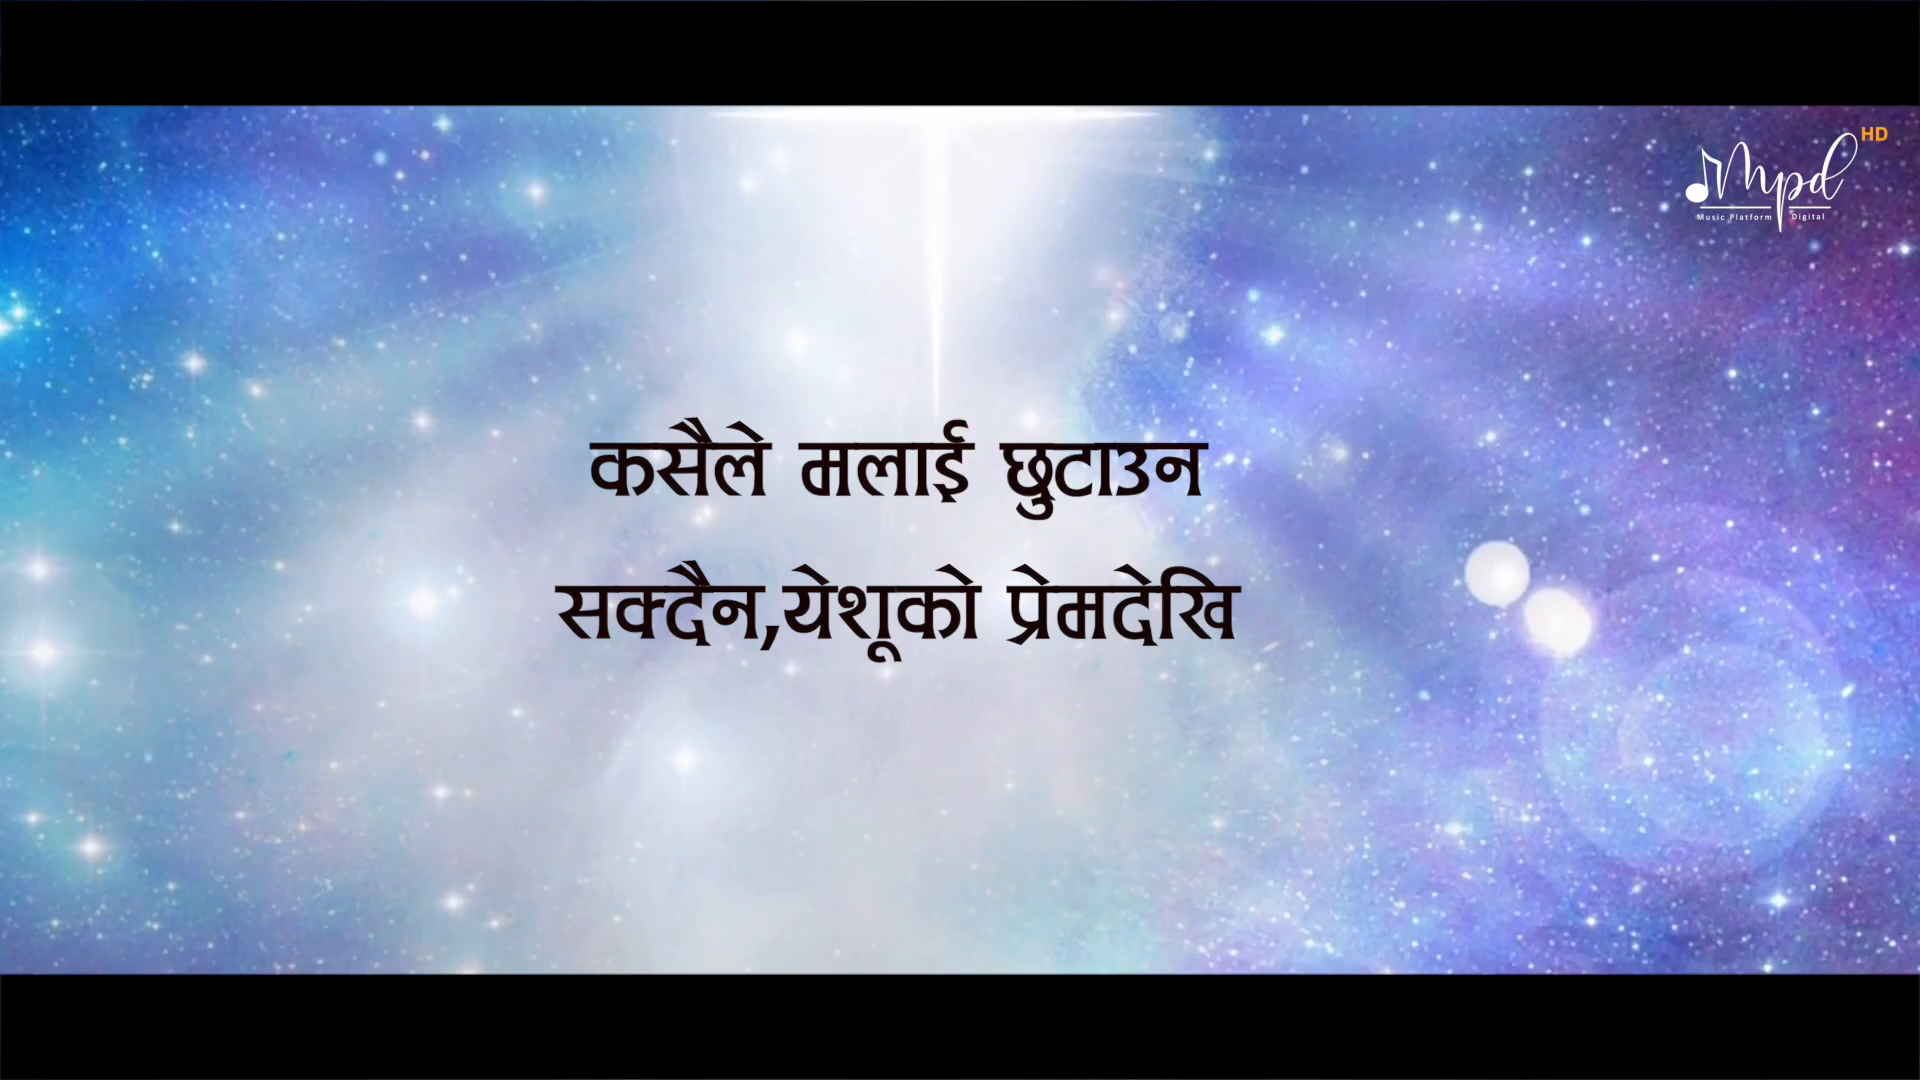 HD
mpd
Music Platform Digital
कसैले मलाई छुटाउन
सक्दैन,येशूको प्रेमदेखि